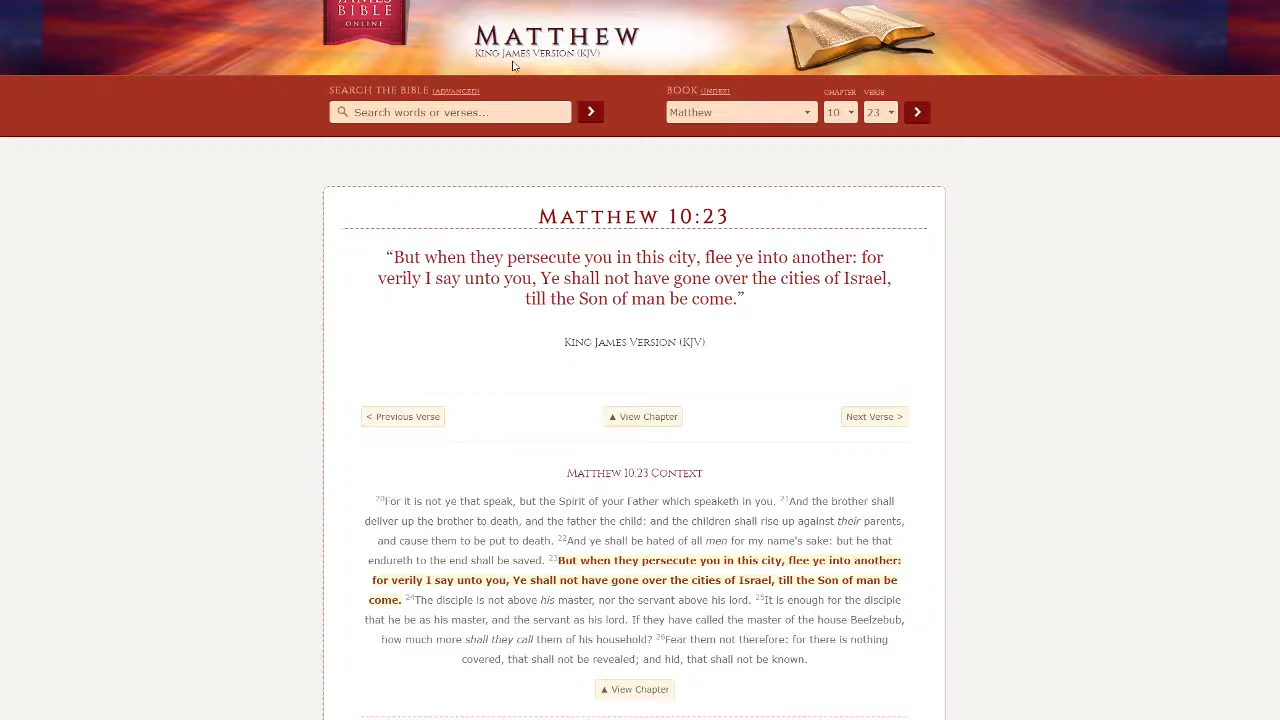 JAMES
BIBLE
ONLINE
MATTHEW
KING JAMES VERSION (KJV)
SEARCH THE BIBLE (ADVANCED)
Search words or verses...
BOOK (INDEX)
CHAPTER VERSE
Matthew 10 23
MATTHEW 10:23
“But when they persecute you in this city, flee ye into another: for
verily I say unto you, Ye shall not have gone over the cities of Israel,
till the Son of man be come.”
KING JAMES VERSION (KJV)
< Previous Verse ▲ View Chapter Next Verse >
MATTHEW 10:23 CONTEXT
20For it is not ye that speak, but the Spirit of your Father which speaketh in you. 21And the brother shall
deliver up the brother to death, and the father the child: and the children shall rise up against their parents,
and cause them to be put to death. 22And ye shall be hated of all men for my name's sake: but he that
endureth to the end shall be saved. 23But when they persecute you in this city, flee ye into another:
for verily I say unto you, Ye shall not have gone over the cities of Israel, till the Son of man be
come. 24The disciple is not above his master, nor the servant above his lord. 25It is enough for the disciple
that he be as his master, and the servant as his lord. If they have called the master of the house Beelzebub,
how much more shall they call them of his household? 26Fear them not therefore: for there is nothing
covered, that shall not be revealed; and hid, that shall not be known.
▲ View Chapter